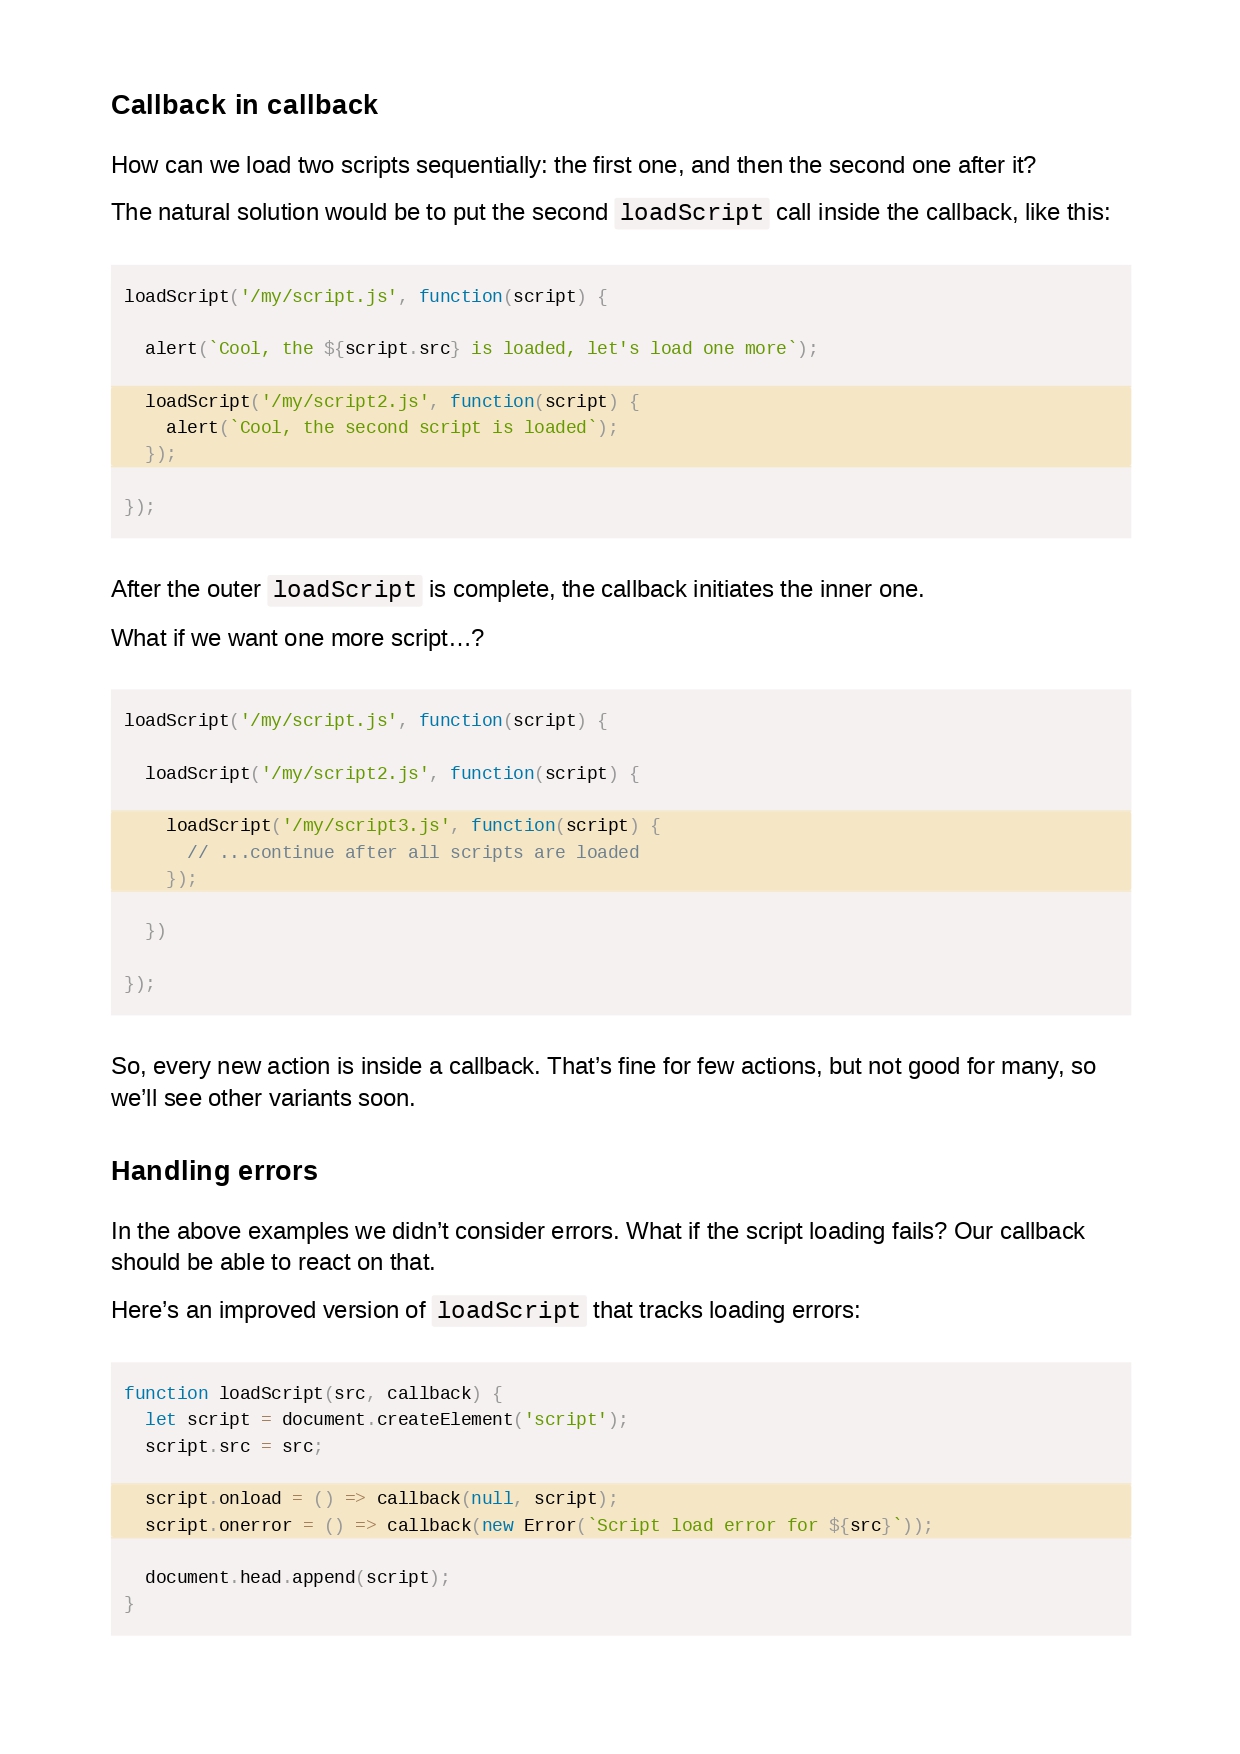 Callback in callback
How can we load two scripts sequentially: the first one, and then the second one after it?
The natural solution would be to put the second loadScript call inside the callback, like this:
loadScript('/my/script.js', function(script) {
  alert(`Cool, the ${script.src} is loaded, let's load one more`);
  loadScript('/my/script2.js', function(script) {
    alert(`Cool, the second script is loaded`);
  });
});
After the outer loadScript is complete, the callback initiates the inner one.
What if we want one more script…?
loadScript('/my/script.js', function(script) {
  loadScript('/my/script2.js', function(script) {
    loadScript('/my/script3.js', function(script) {
      // ...continue after all scripts are loaded
    });
  })
});
So, every new action is inside a callback. That’s fine for few actions, but not good for many, so
we’ll see other variants soon.
Handling errors
In the above examples we didn’t consider errors. What if the script loading fails? Our callback
should be able to react on that.
Here’s an improved version of loadScript that tracks loading errors:
function loadScript(src, callback) {
  let script = document.createElement('script');
  script.src = src;
  script.onload = () => callback(null, script);
  script.onerror = () => callback(new Error(`Script load error for ${src}`));
  document.head.append(script);
}